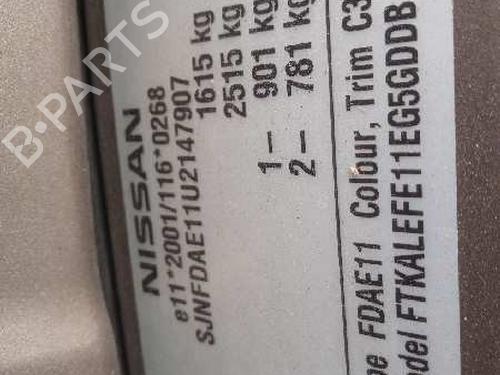 B-PARTS
NISSAN
e11*2001/116*0268
SJNFDAE11U2147907
1615 kg
2515 kg
1– 901 kg
2– 781 kg
FDAE11 Colour, Trim C3
FTKALEFE11EG5GDDB